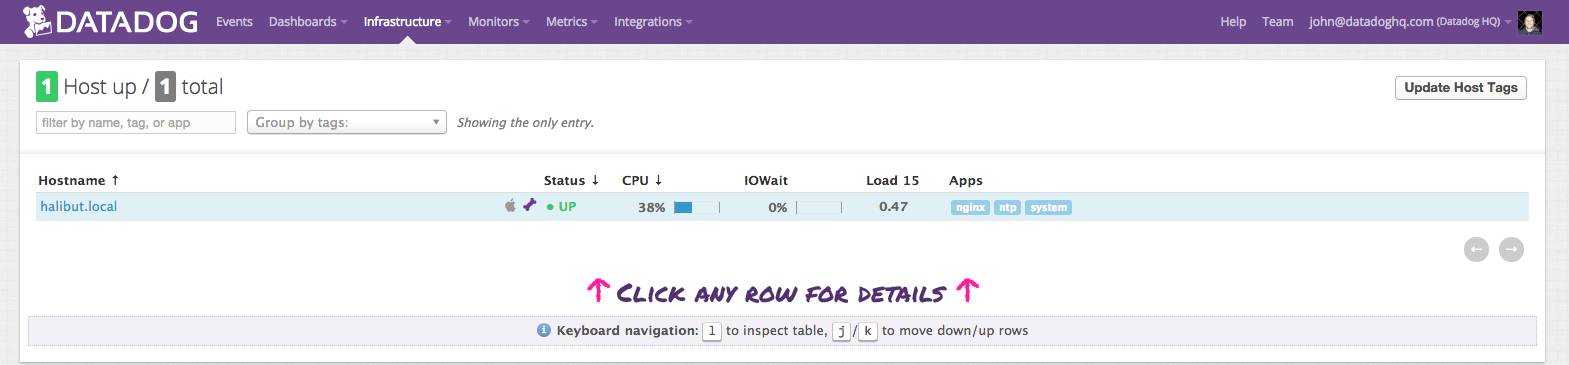 DATADOG Events Dashboards Infrastructure Monitors Metrics Integrations Help Team john@datadoghq.com (Datadog HQ)
1 Host up / 1 total
Update Host Tags
filter by name, tag, or app Group by tags: Showing the only entry.
Hostname ↑ Status ↓ CPU ↓ IOWait Load 15 Apps
halibut.local UP 38% 0% 0.47 nginx ntp system
← →
↑ CLICK ANY ROW FOR DETAILS ↑
Keyboard navigation: l to inspect table, j/k to move down/up rows